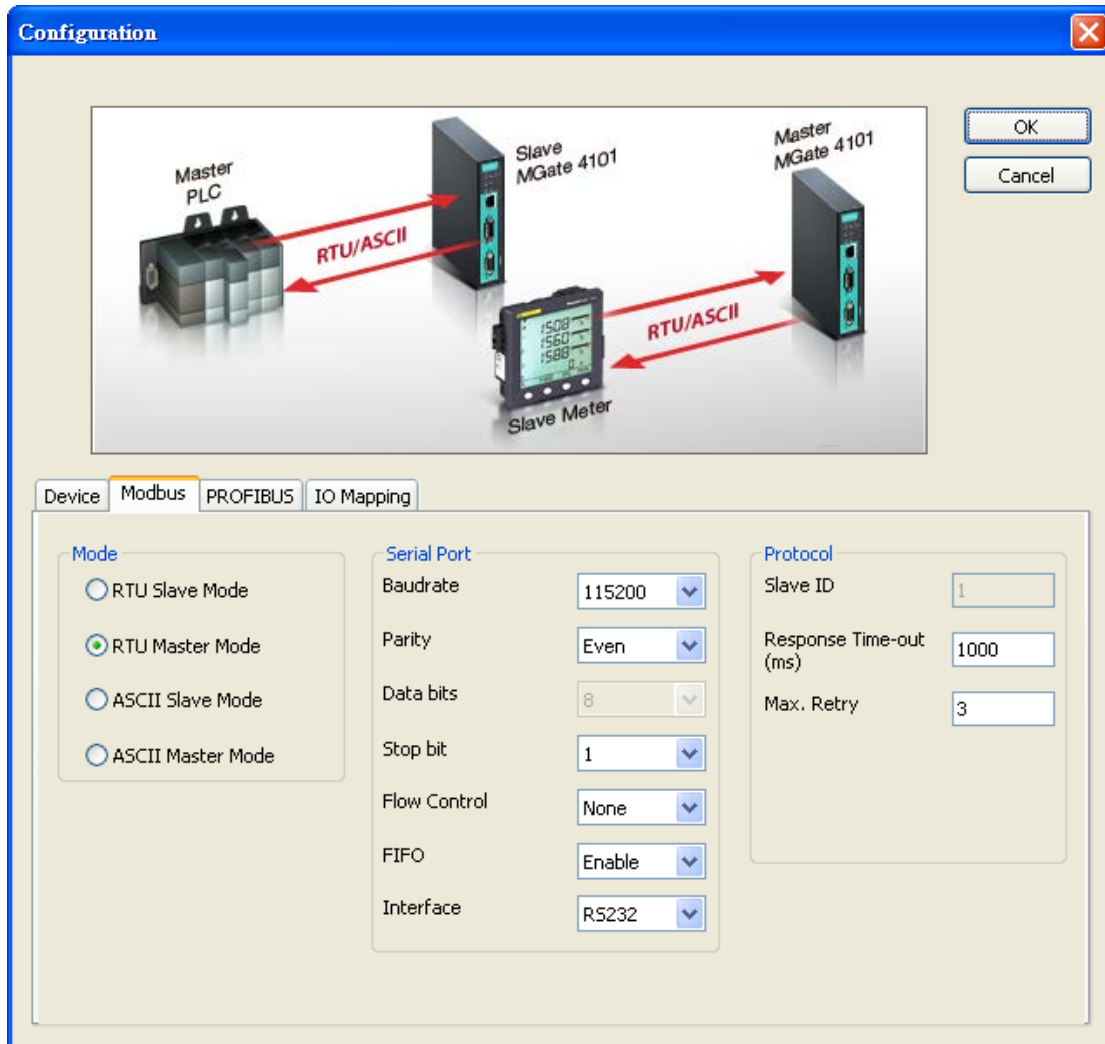 Configuration
OK
Cancel
Master
PLC
RTU/ASCII
Slave
MGate 4101
Master
MGate 4101
RTU/ASCII
Slave Meter
1508
1560
1588
Device
Modbus
PROFIBUS
IO Mapping
Mode
RTU Slave Mode
RTU Master Mode
ASCII Slave Mode
ASCII Master Mode
Serial Port
Baudrate
115200
Parity
Even
Data bits
8
Stop bit
1
Flow Control
None
FIFO
Enable
Interface
RS232
Protocol
Slave ID
1
Response Time-out
(ms)
1000
Max. Retry
3